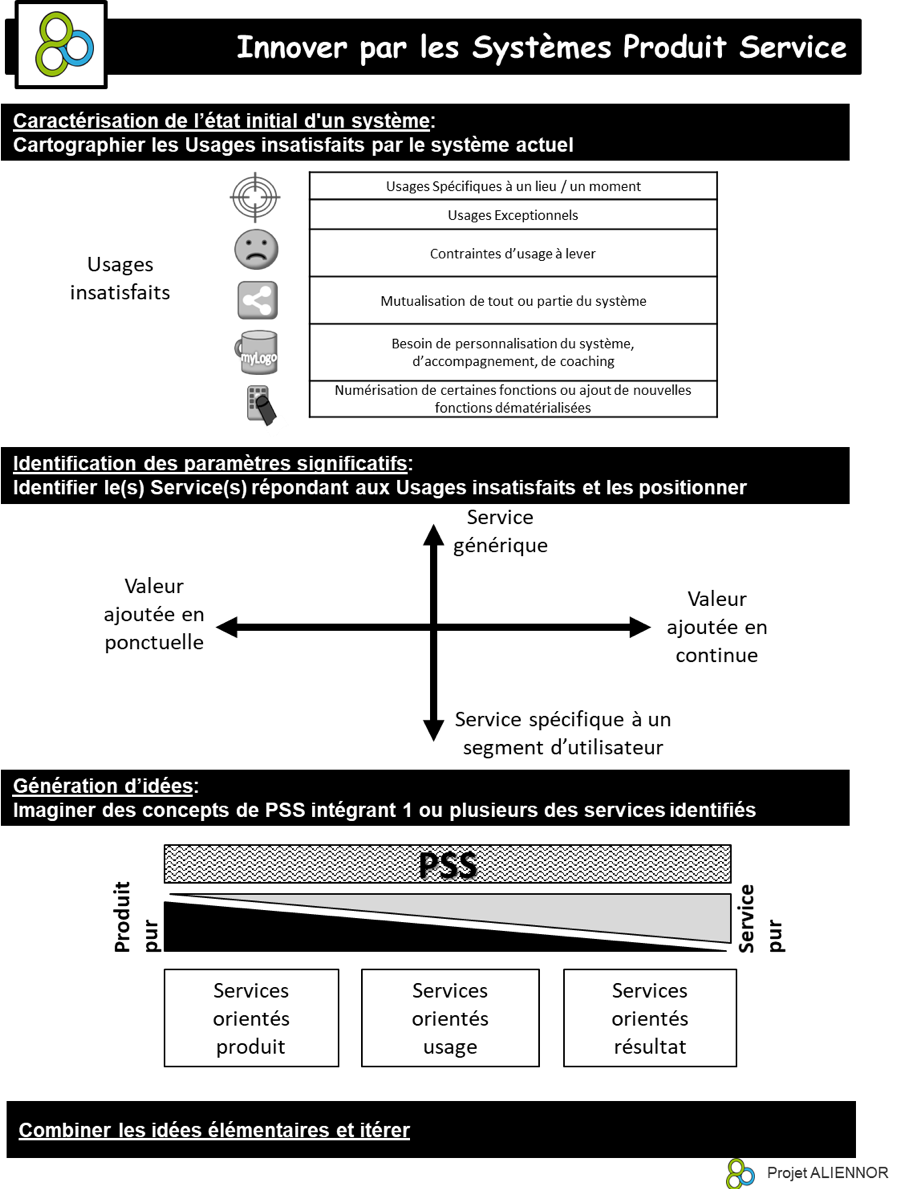 Innover par les Systèmes Produit Service
Caractérisation de l'état initial d'un système:
Cartographier les Usages insatisfaits par le système actuel
Usages
insatisfaits
Usages Spécifiques à un lieu / un moment
Usages Exceptionnels
Contraintes d'usage à lever
Mutualisation de tout ou partie du système
myLogo
Besoin de personnalisation du système,
d'accompagnement, de coaching
Numérisation de certaines fonctions ou ajout de nouvelles
fonctions dématérialisées
Identification des paramètres significatifs:
Identifier le(s) Service(s) répondant aux Usages insatisfaits et les positionner
Service
générique
Valeur
ajoutée en
ponctuelle
Valeur
ajoutée en
continue
Service spécifique à un
segment d'utilisateur
Génération d'idées:
Imaginer des concepts de PSS intégrant 1 ou plusieurs des services identifiés
PSS
Produit
pur
Service
pur
Services
orientés
produit
Services
orientés
usage
Services
orientés
résultat
Combiner les idées élémentaires et itérer
Projet ALIENNOR